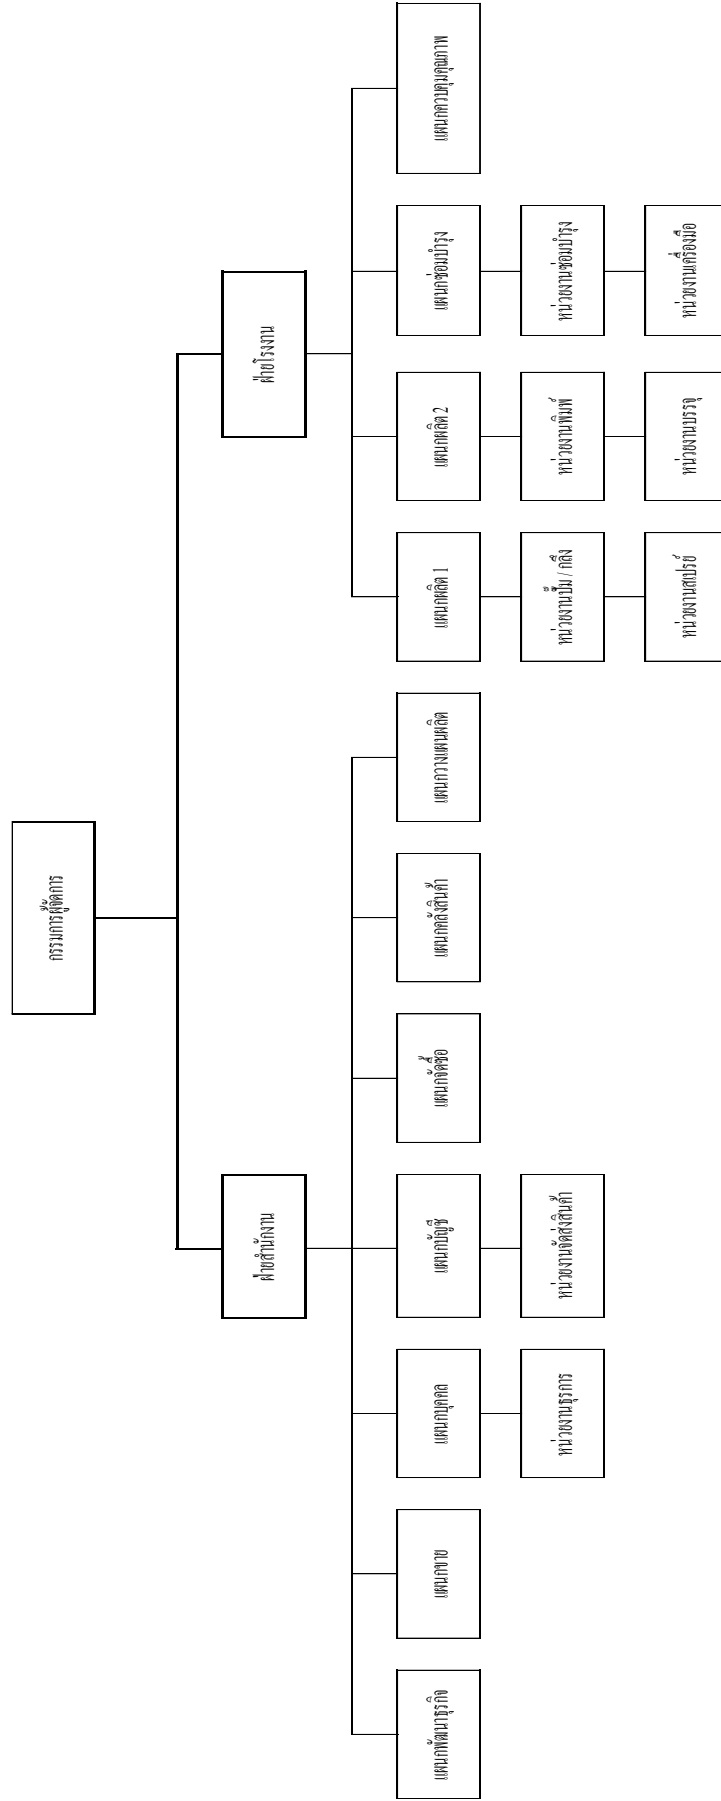 กรรมการผู้จัดการ
ฝ่ายสำนักงาน
ฝ่ายโรงงาน
แผนกพัฒนาธุรกิจ
แผนกขาย
แผนกบุคคล
แผนกบัญชี
แผนกจัดซื้อ
แผนกคลังสินค้า
แผนกวางแผนผลิต
แผนกผลิต 1
แผนกผลิต 2
แผนกซ่อมบำรุง
แผนกควบคุมคุณภาพ
หน่วยงานธุรการ
หน่วยงานจัดส่งสินค้า
หน่วยงานปั๊ม / กลึง
หน่วยงานพิมพ์
หน่วยงานซ่อมบำรุง
หน่วยงานสเปรย์
หน่วยงานบรรจุ
หน่วยงานเครื่องมือ